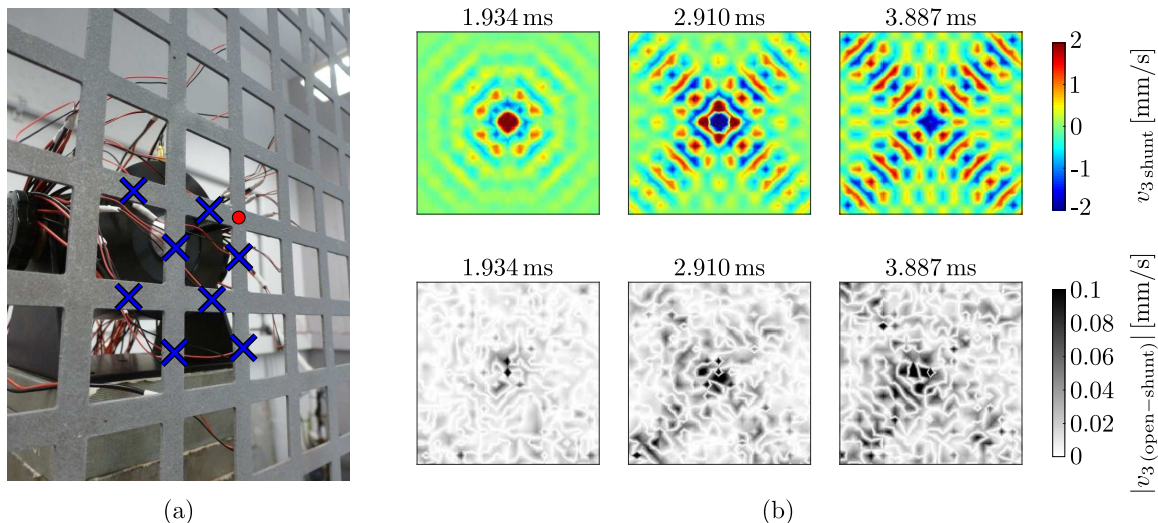 1.934 ms 2.910 ms 3.887 ms
2
1
0
-1
-2
v3 shunt [mm/s]
1.934 ms 2.910 ms 3.887 ms
0.1
0.08
0.06
0.04
0.02
0
|v3 (open−shunt)| [mm/s]
(a) (b)